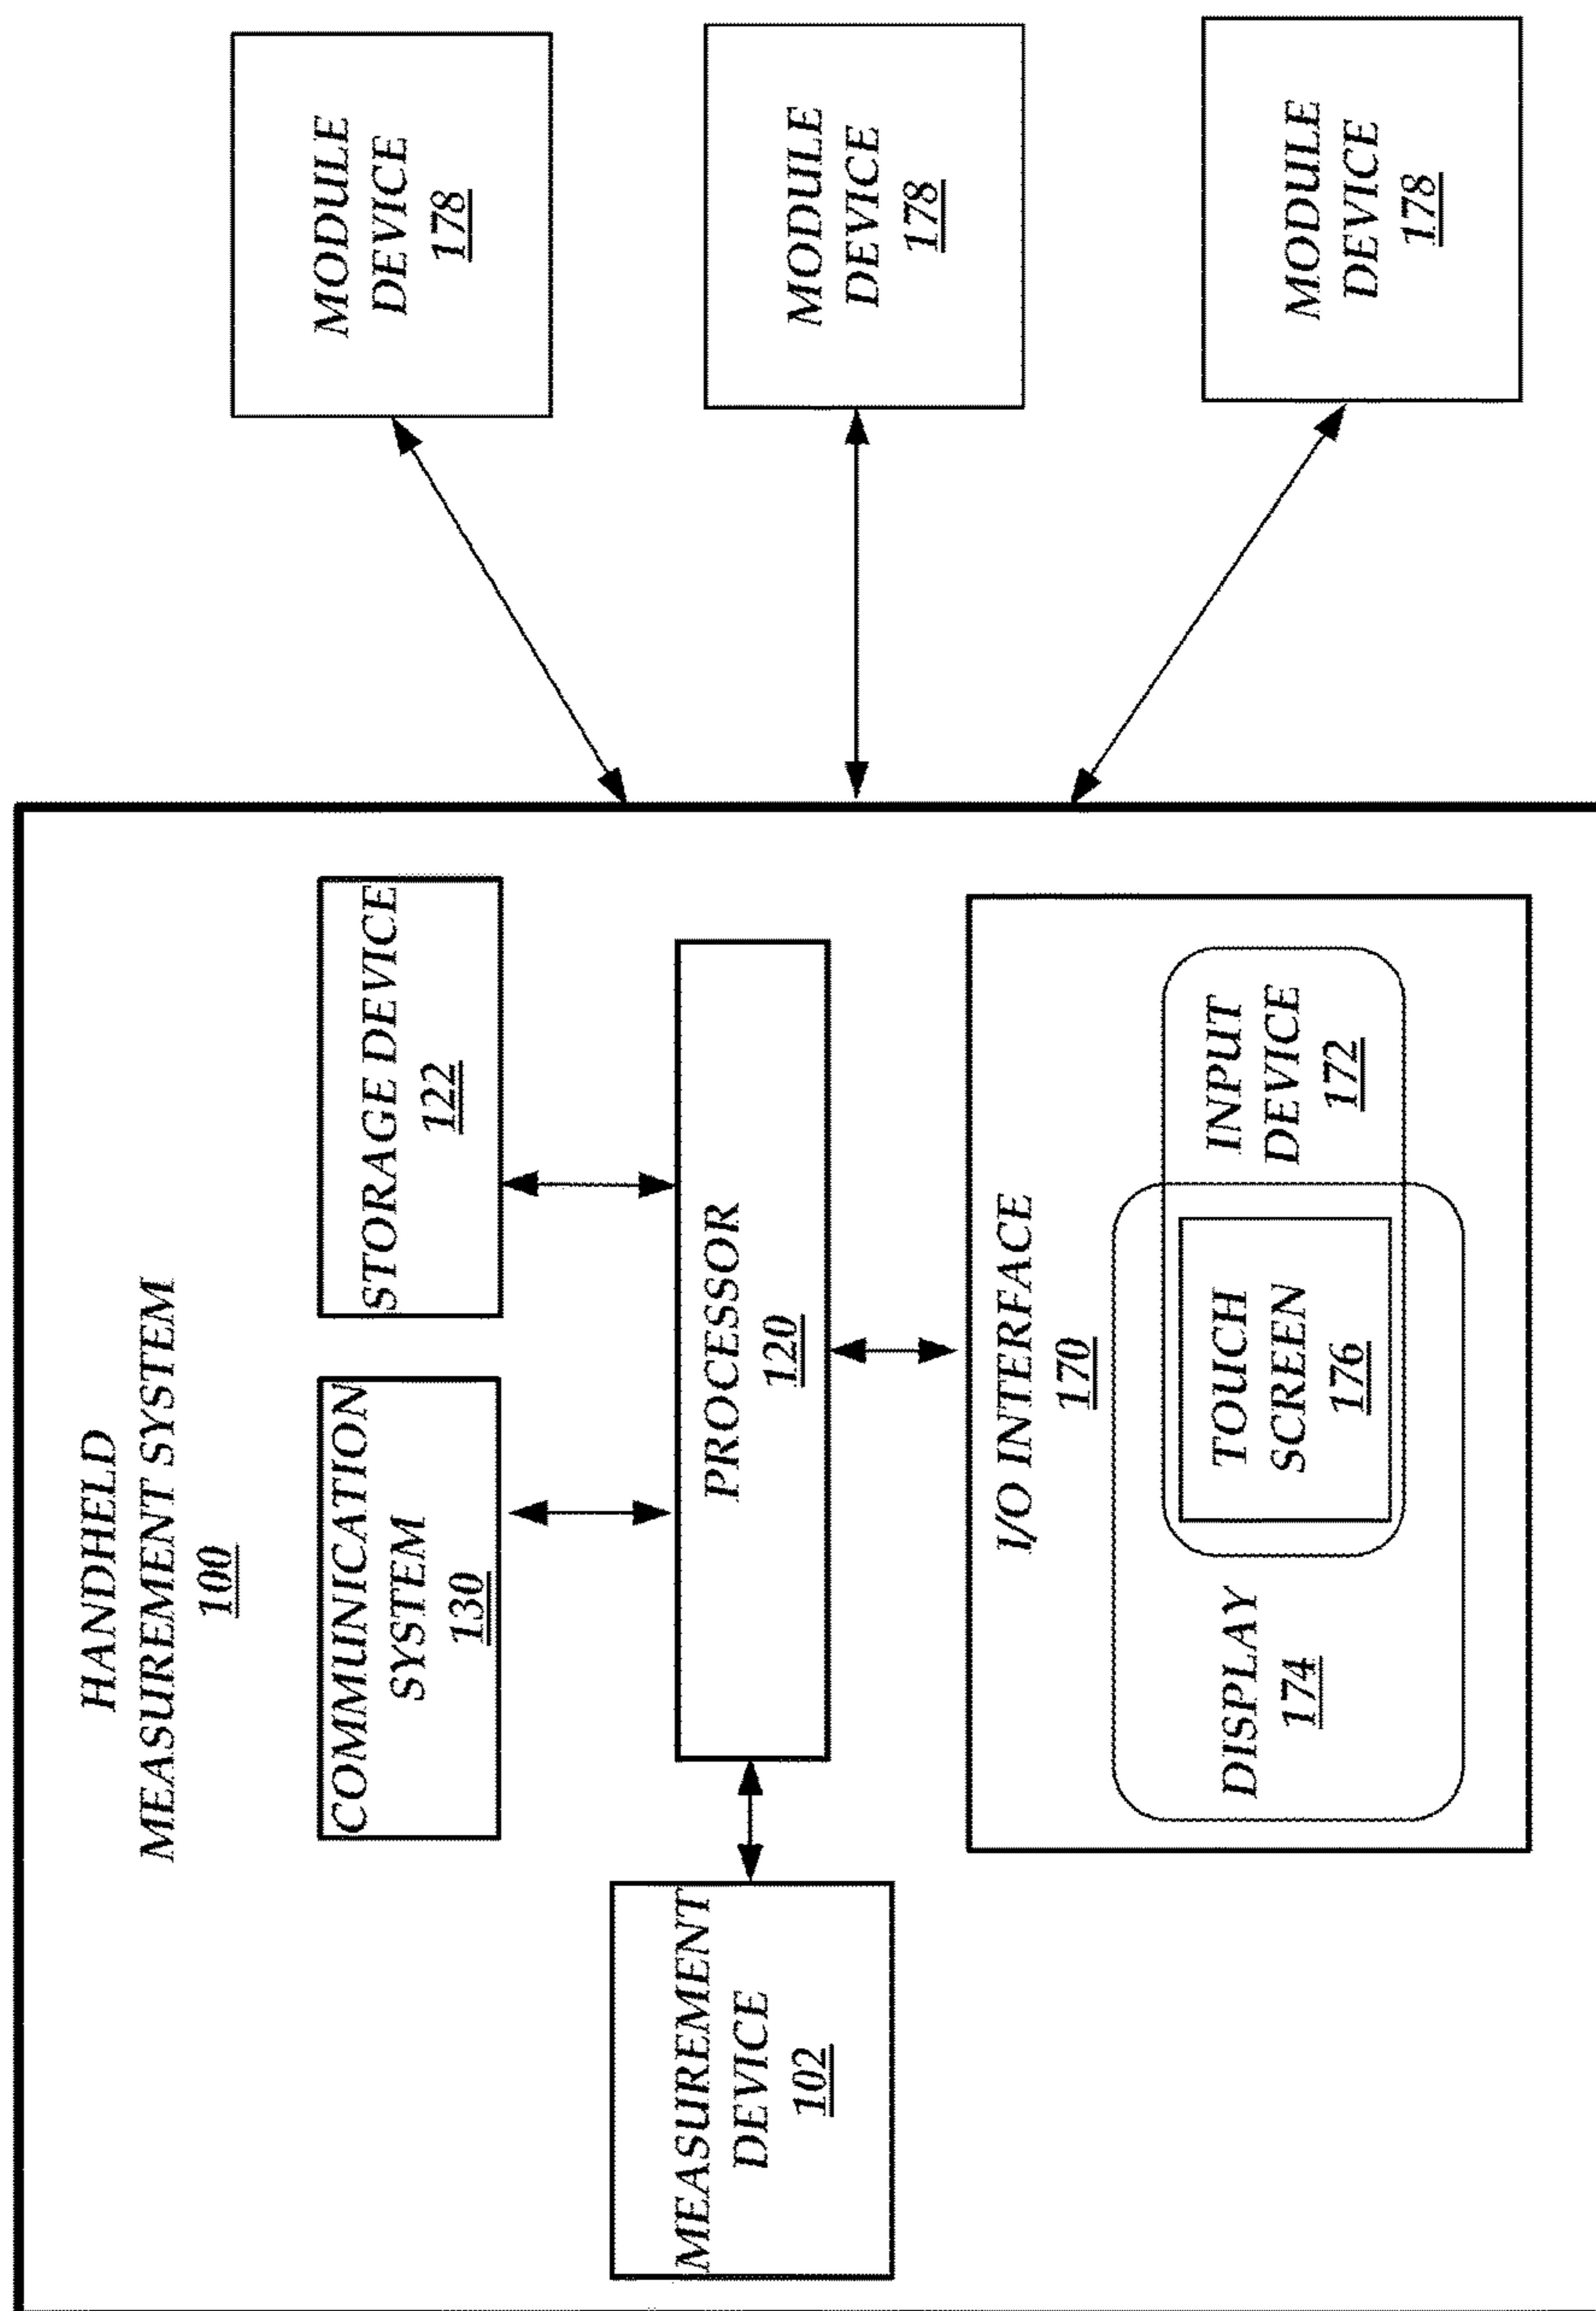 HANDHELD
MEASUREMENT SYSTEM
100
COMMUNICATION
SYSTEM
130
STORAGE DEVICE
122
MEASUREMENT
DEVICE
102
PROCESSOR
120
I/O INTERFACE
170
DISPLAY
174
TOUCH
SCREEN
176
INPUT
DEVICE
172
MODULE
DEVICE
178
MODULE
DEVICE
178
MODULE
DEVICE
178